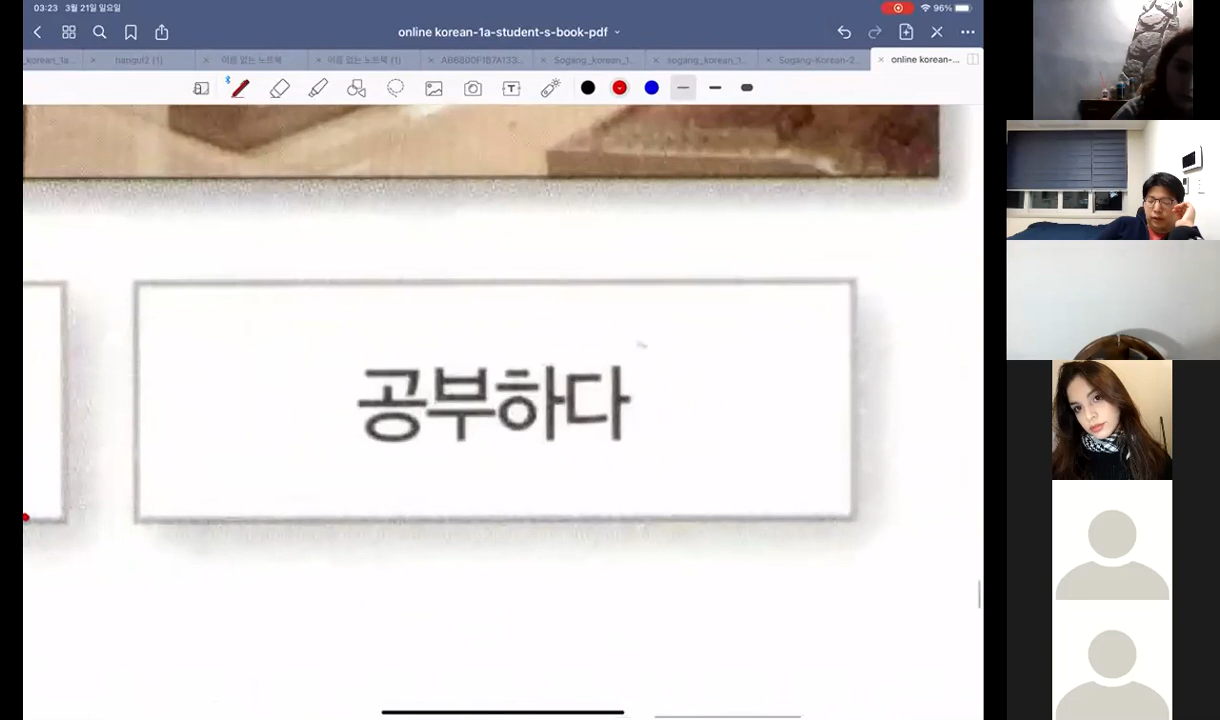 03:23 3월 21일 일요일
96%
online korean-1a-student-s-book-pdf
_korean_1a...
hangul2 (1)
이름 없는 노트북
이름 없는 노트북 (1)
Sogang_korean_1...
sogang_korean_1...
Sogang-Korean-2...
online korean-...
공부하다